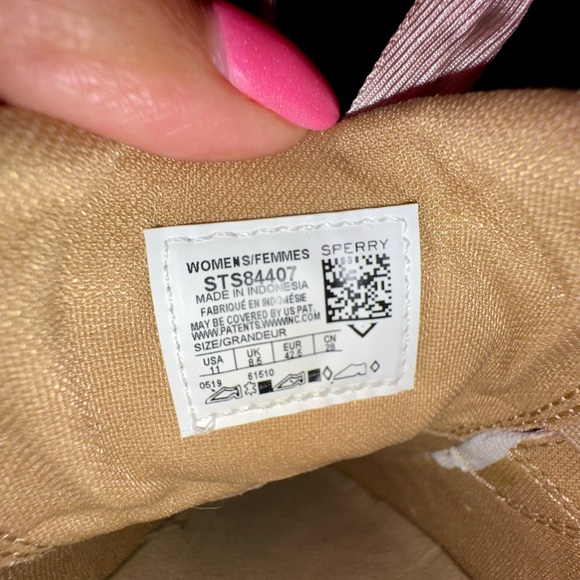 SPERRY
WOMENS/FEMMES
STS84407
MADE IN INDONESIA
FABRIQUÉ EN INDONÉSIE
MAY BE COVERED BY US PAT.
WWW.PATENTS.WWWINC.COM
SIZE/GRANDEUR
USA UK EUR CN
11 8.5 42.5 28
0519 61510